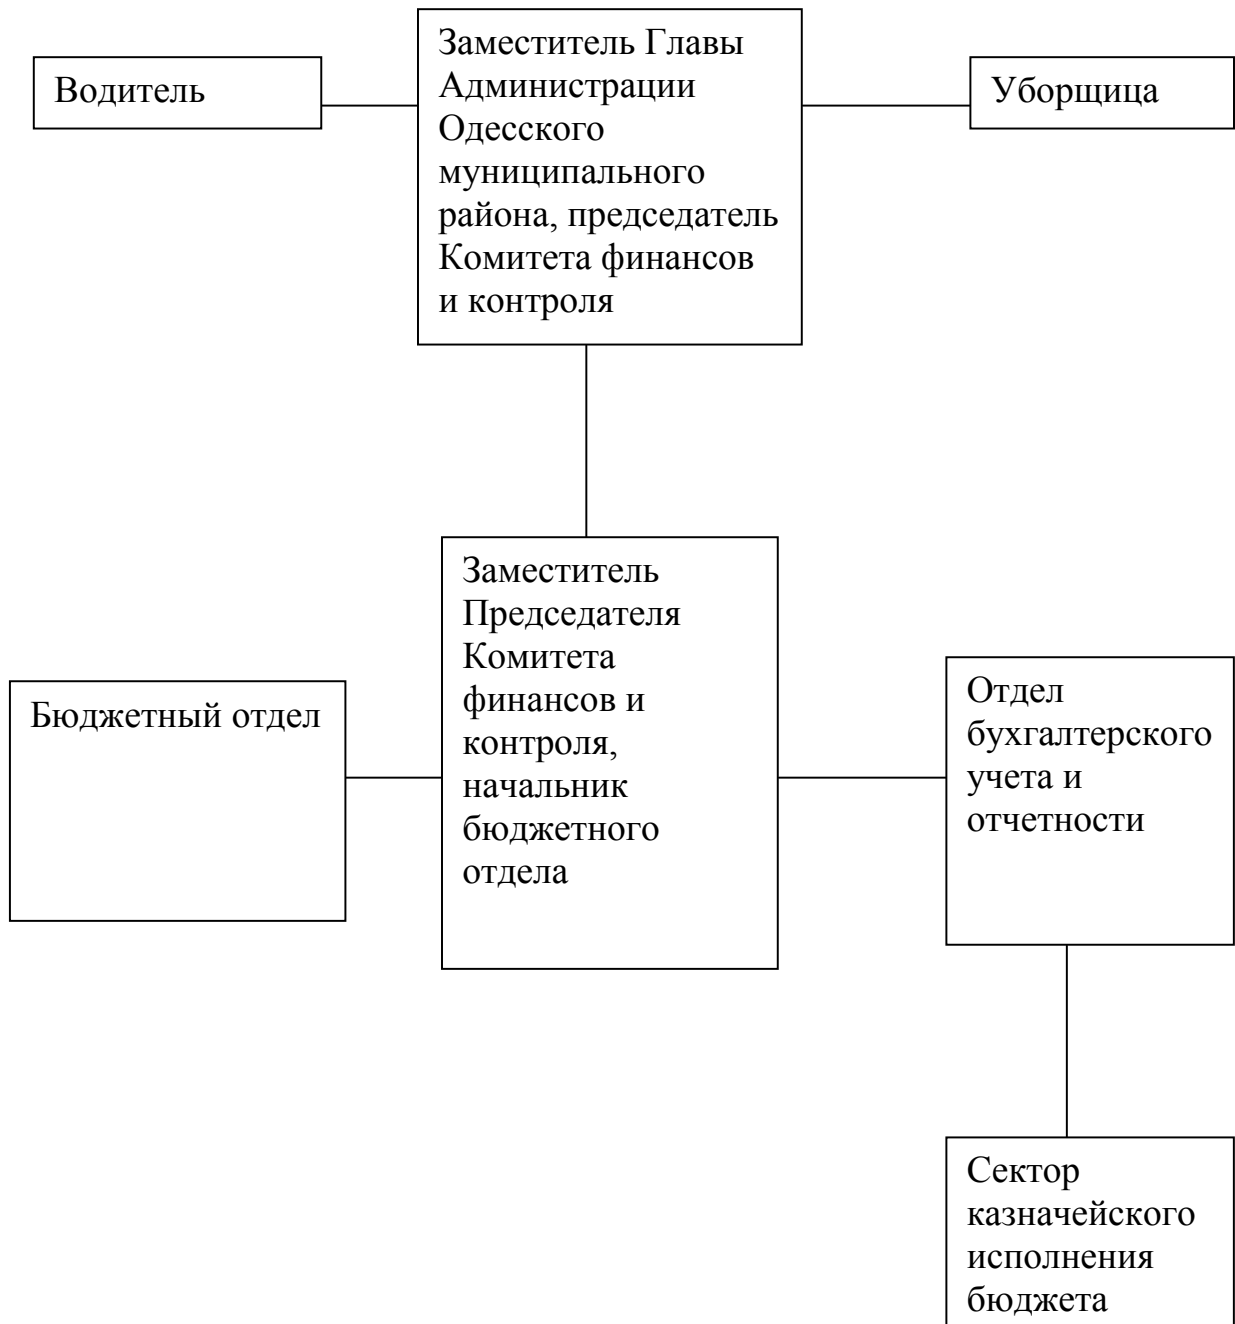 Водитель
Заместитель Главы
Администрации
Одесского
муниципального
района, председатель
Комитета финансов
и контроля
Уборщица
Бюджетный отдел
Заместитель
Председателя
Комитета
финансов и
контроля,
начальник
бюджетного
отдела
Отдел
бухгалтерского
учета и
отчетности
Сектор
казначейского
исполнения
бюджета